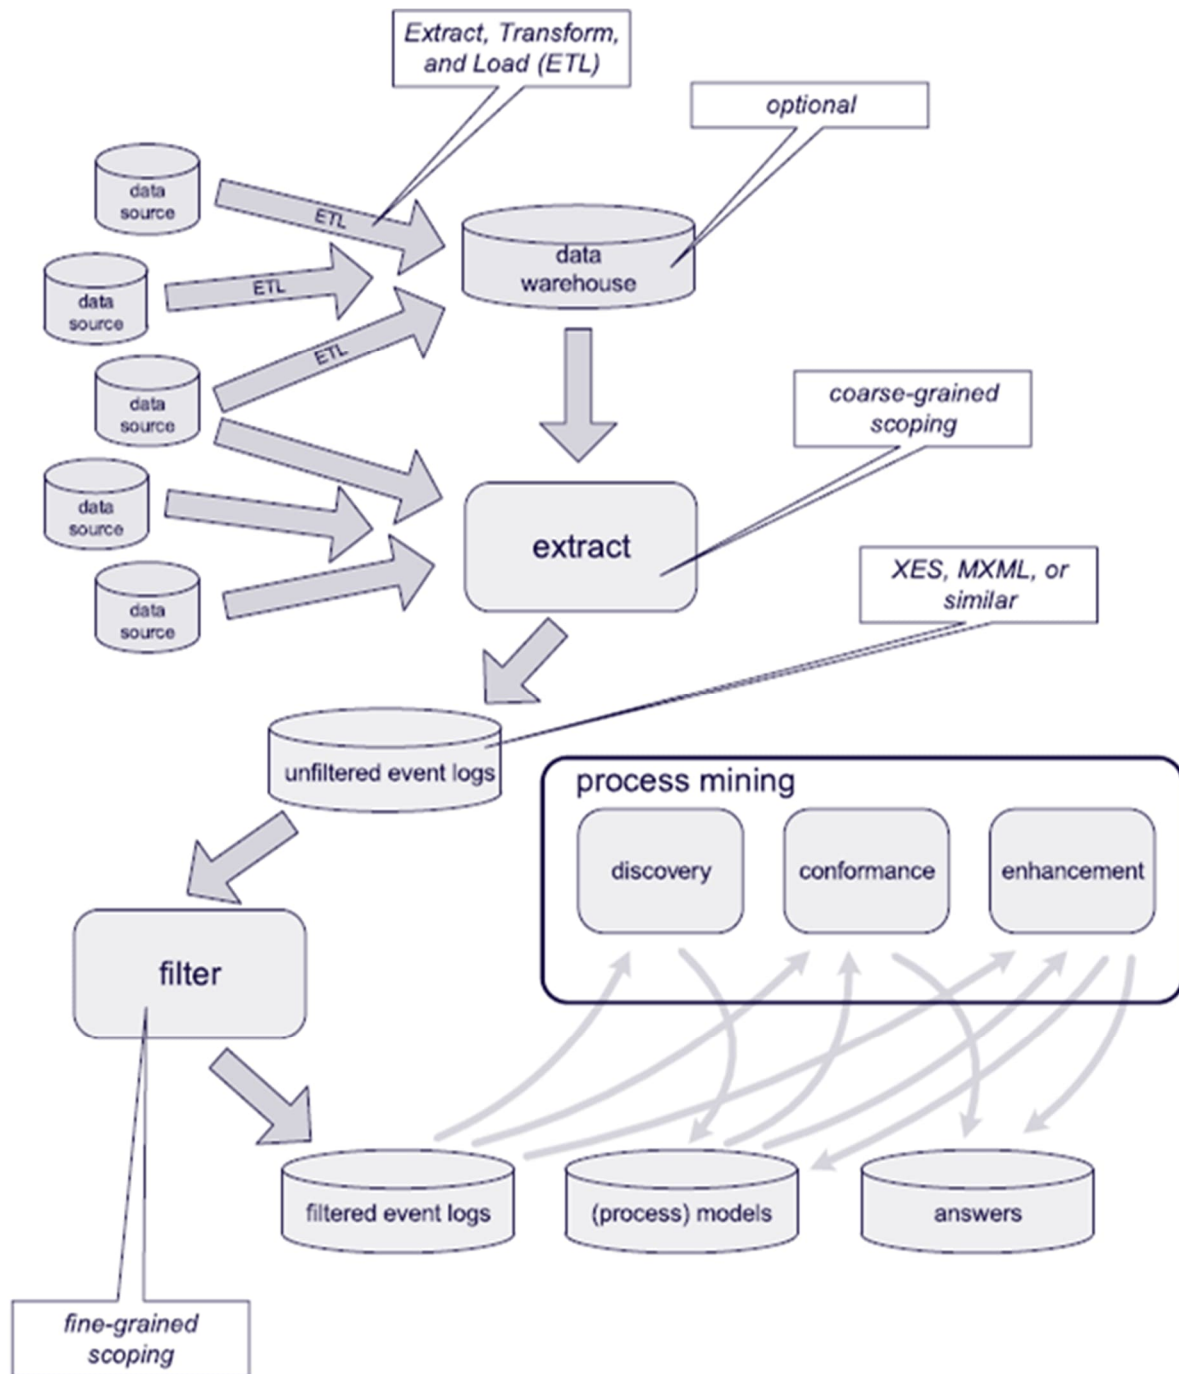 Extract, Transform,
and Load (ETL)
optional
data
source
ETL
data
warehouse
data
source
ETL
ETL
data
source
coarse-grained
scoping
data
source
extract
XES, MXML, or
similar
data
source
unfiltered event logs
process mining
discovery
conformance
enhancement
filter
filtered event logs
(process) models
answers
fine-grained
scoping